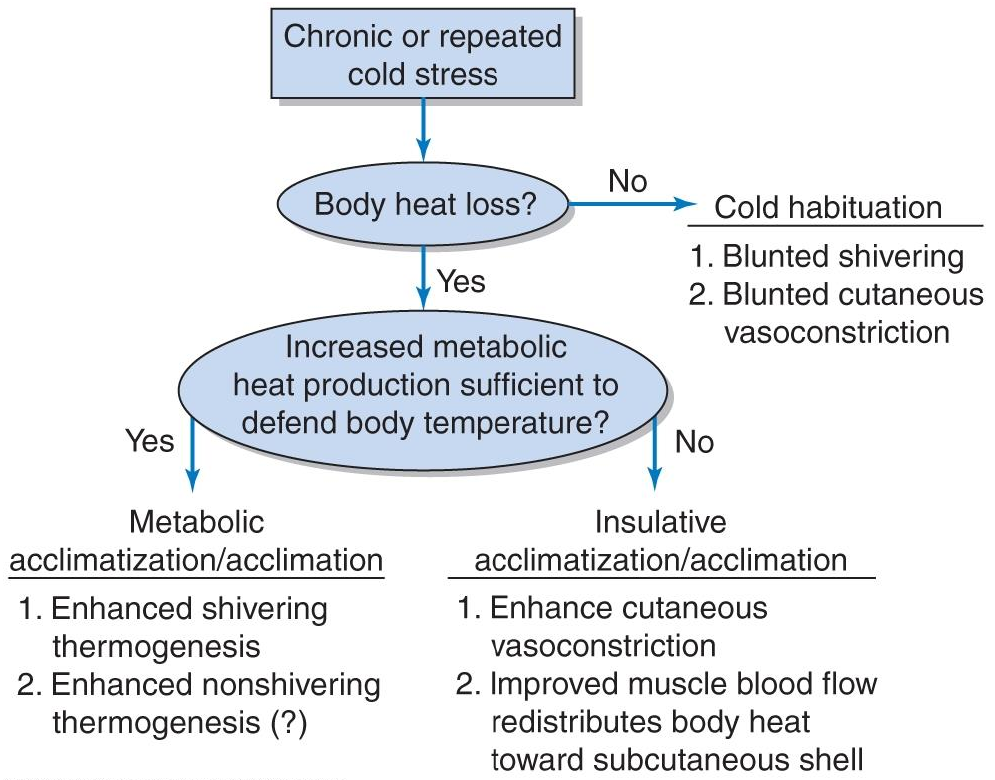 Chronic or repeated
cold stress
Body heat loss?
No
Cold habituation
1. Blunted shivering
2. Blunted cutaneous
vasoconstriction
Yes
Increased metabolic
heat production sufficient to
defend body temperature?
Yes
No
Metabolic
acclimatization/acclimation
1. Enhanced shivering
thermogenesis
2. Enhanced nonshivering
thermogenesis (?)
Insulative
acclimatization/acclimation
1. Enhance cutaneous
vasoconstriction
2. Improved muscle blood flow
redistributes body heat
toward subcutaneous shell